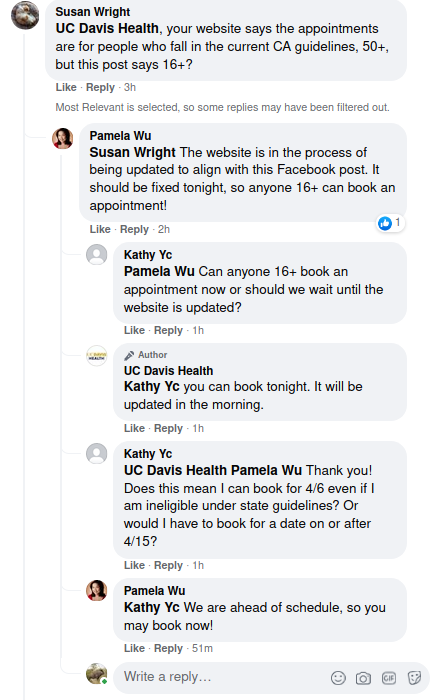 Susan Wright
UC Davis Health, your website says the appointments
are for people who fall in the current CA guidelines, 50+,
but this post says 16+?
Like · Reply · 3h
Most Relevant is selected, so some replies may have been filtered out.
Pamela Wu
Susan Wright The website is in the process of
being updated to align with this Facebook post. It
should be fixed tonight, so anyone 16+ can book an
appointment!
1
Like · Reply · 2h
Kathy Yc
Pamela Wu Can anyone 16+ book an
appointment now or should we wait until the
website is updated?
Like · Reply · 1h
Author
UC Davis Health
Kathy Yc you can book tonight. It will be
updated in the morning.
Like · Reply · 1h
Kathy Yc
UC Davis Health Pamela Wu Thank you!
Does this mean I can book for 4/6 even if I
am ineligible under state guidelines? Or
would I have to book for a date on or after
4/15?
Like · Reply · 1h
Pamela Wu
Kathy Yc We are ahead of schedule, so you
may book now!
Like · Reply · 51m
Write a reply...
GIF